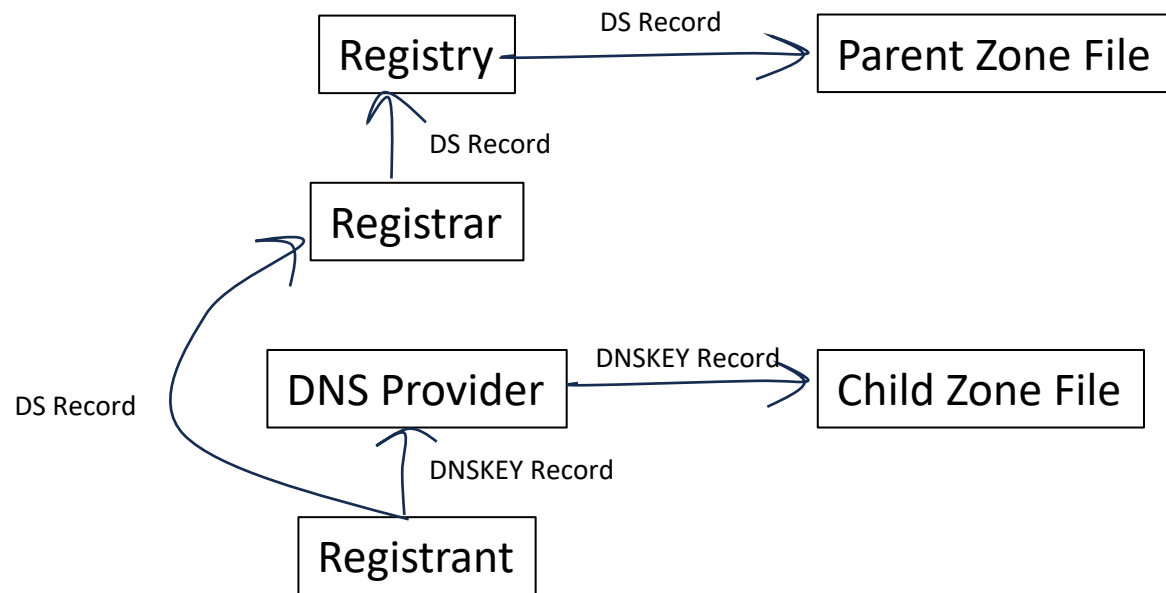 DS Record
Registry
Parent Zone File
DS Record
Registrar
DNSKEY Record
DNS Provider
Child Zone File
DS Record
DNSKEY Record
Registrant